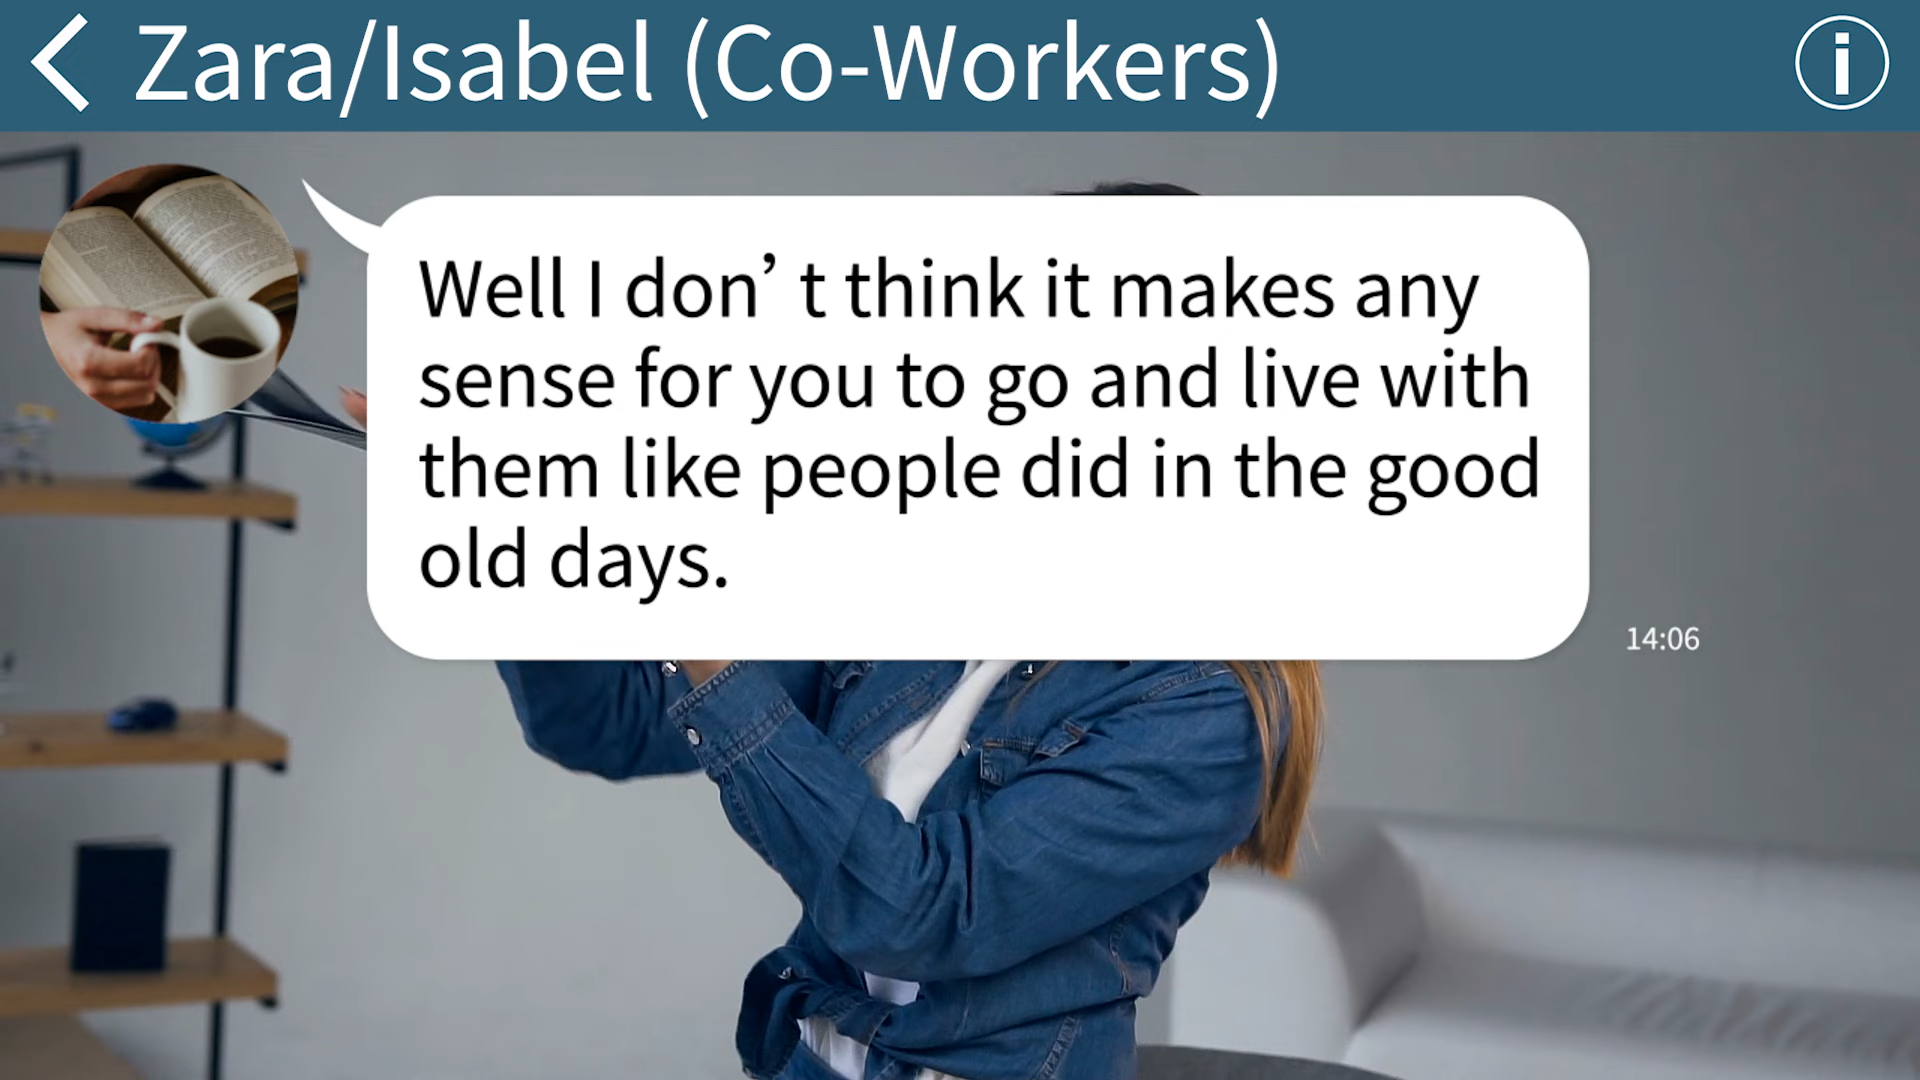 Zara/Isabel (Co-Workers)
Well I don’ t think it makes any
sense for you to go and live with
them like people did in the good
old days.
14:06